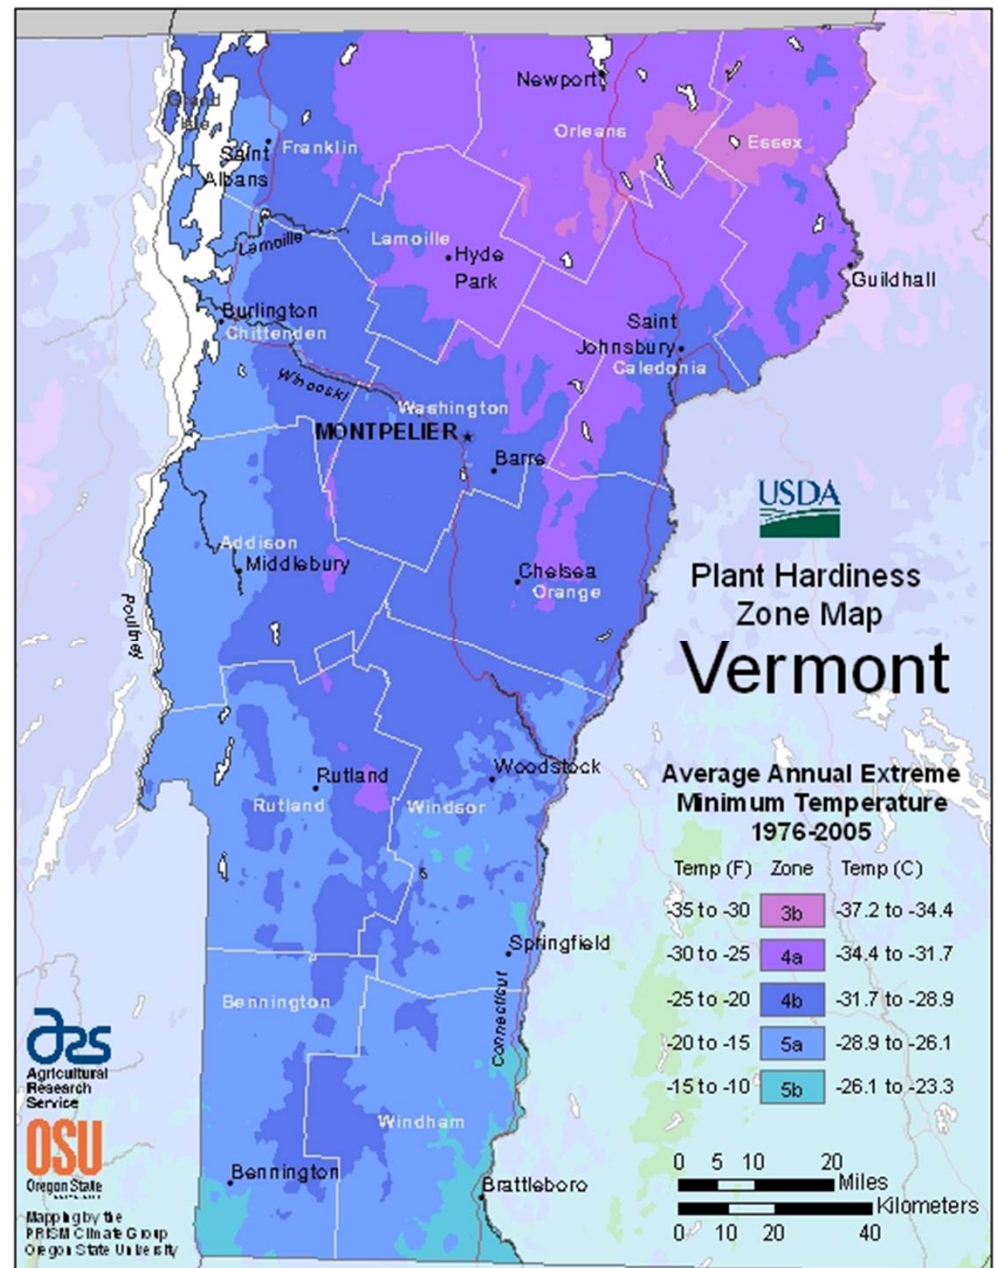 Newport
Orleans
Essex
Grand
Isle
Franklin
Saint
Albans
Lamoille
Lamoille
Hyde
Park
Guildhall
Burlington
Chittenden
Saint
Johnsbury
Caledonia
Winooski
Washington
MONTPELIER
Barre
Addison
Middlebury
Chelsea
Orange
Poultney
Rutland
Rutland
Woodstock
Windsor
Springfield
Connecticut
Bennington
Windham
Bennington
Brattleboro
USDA
Plant Hardiness
Zone Map
Vermont
Average Annual Extreme
Minimum Temperature
1976-2005
Temp (F) Zone Temp (C)
-35 to -30 3b -37.2 to -34.4
-30 to -25 4a -34.4 to -31.7
-25 to -20 4b -31.7 to -28.9
-20 to -15 5a -28.9 to -26.1
-15 to -10 5b -26.1 to -23.3
0 5 10 20
Miles
Kilometers
0 10 20 40
ars
Agricultural
Research
Service
OSU
Oregon State
Mapping by the
PRISM Climate Group
Oregon State University